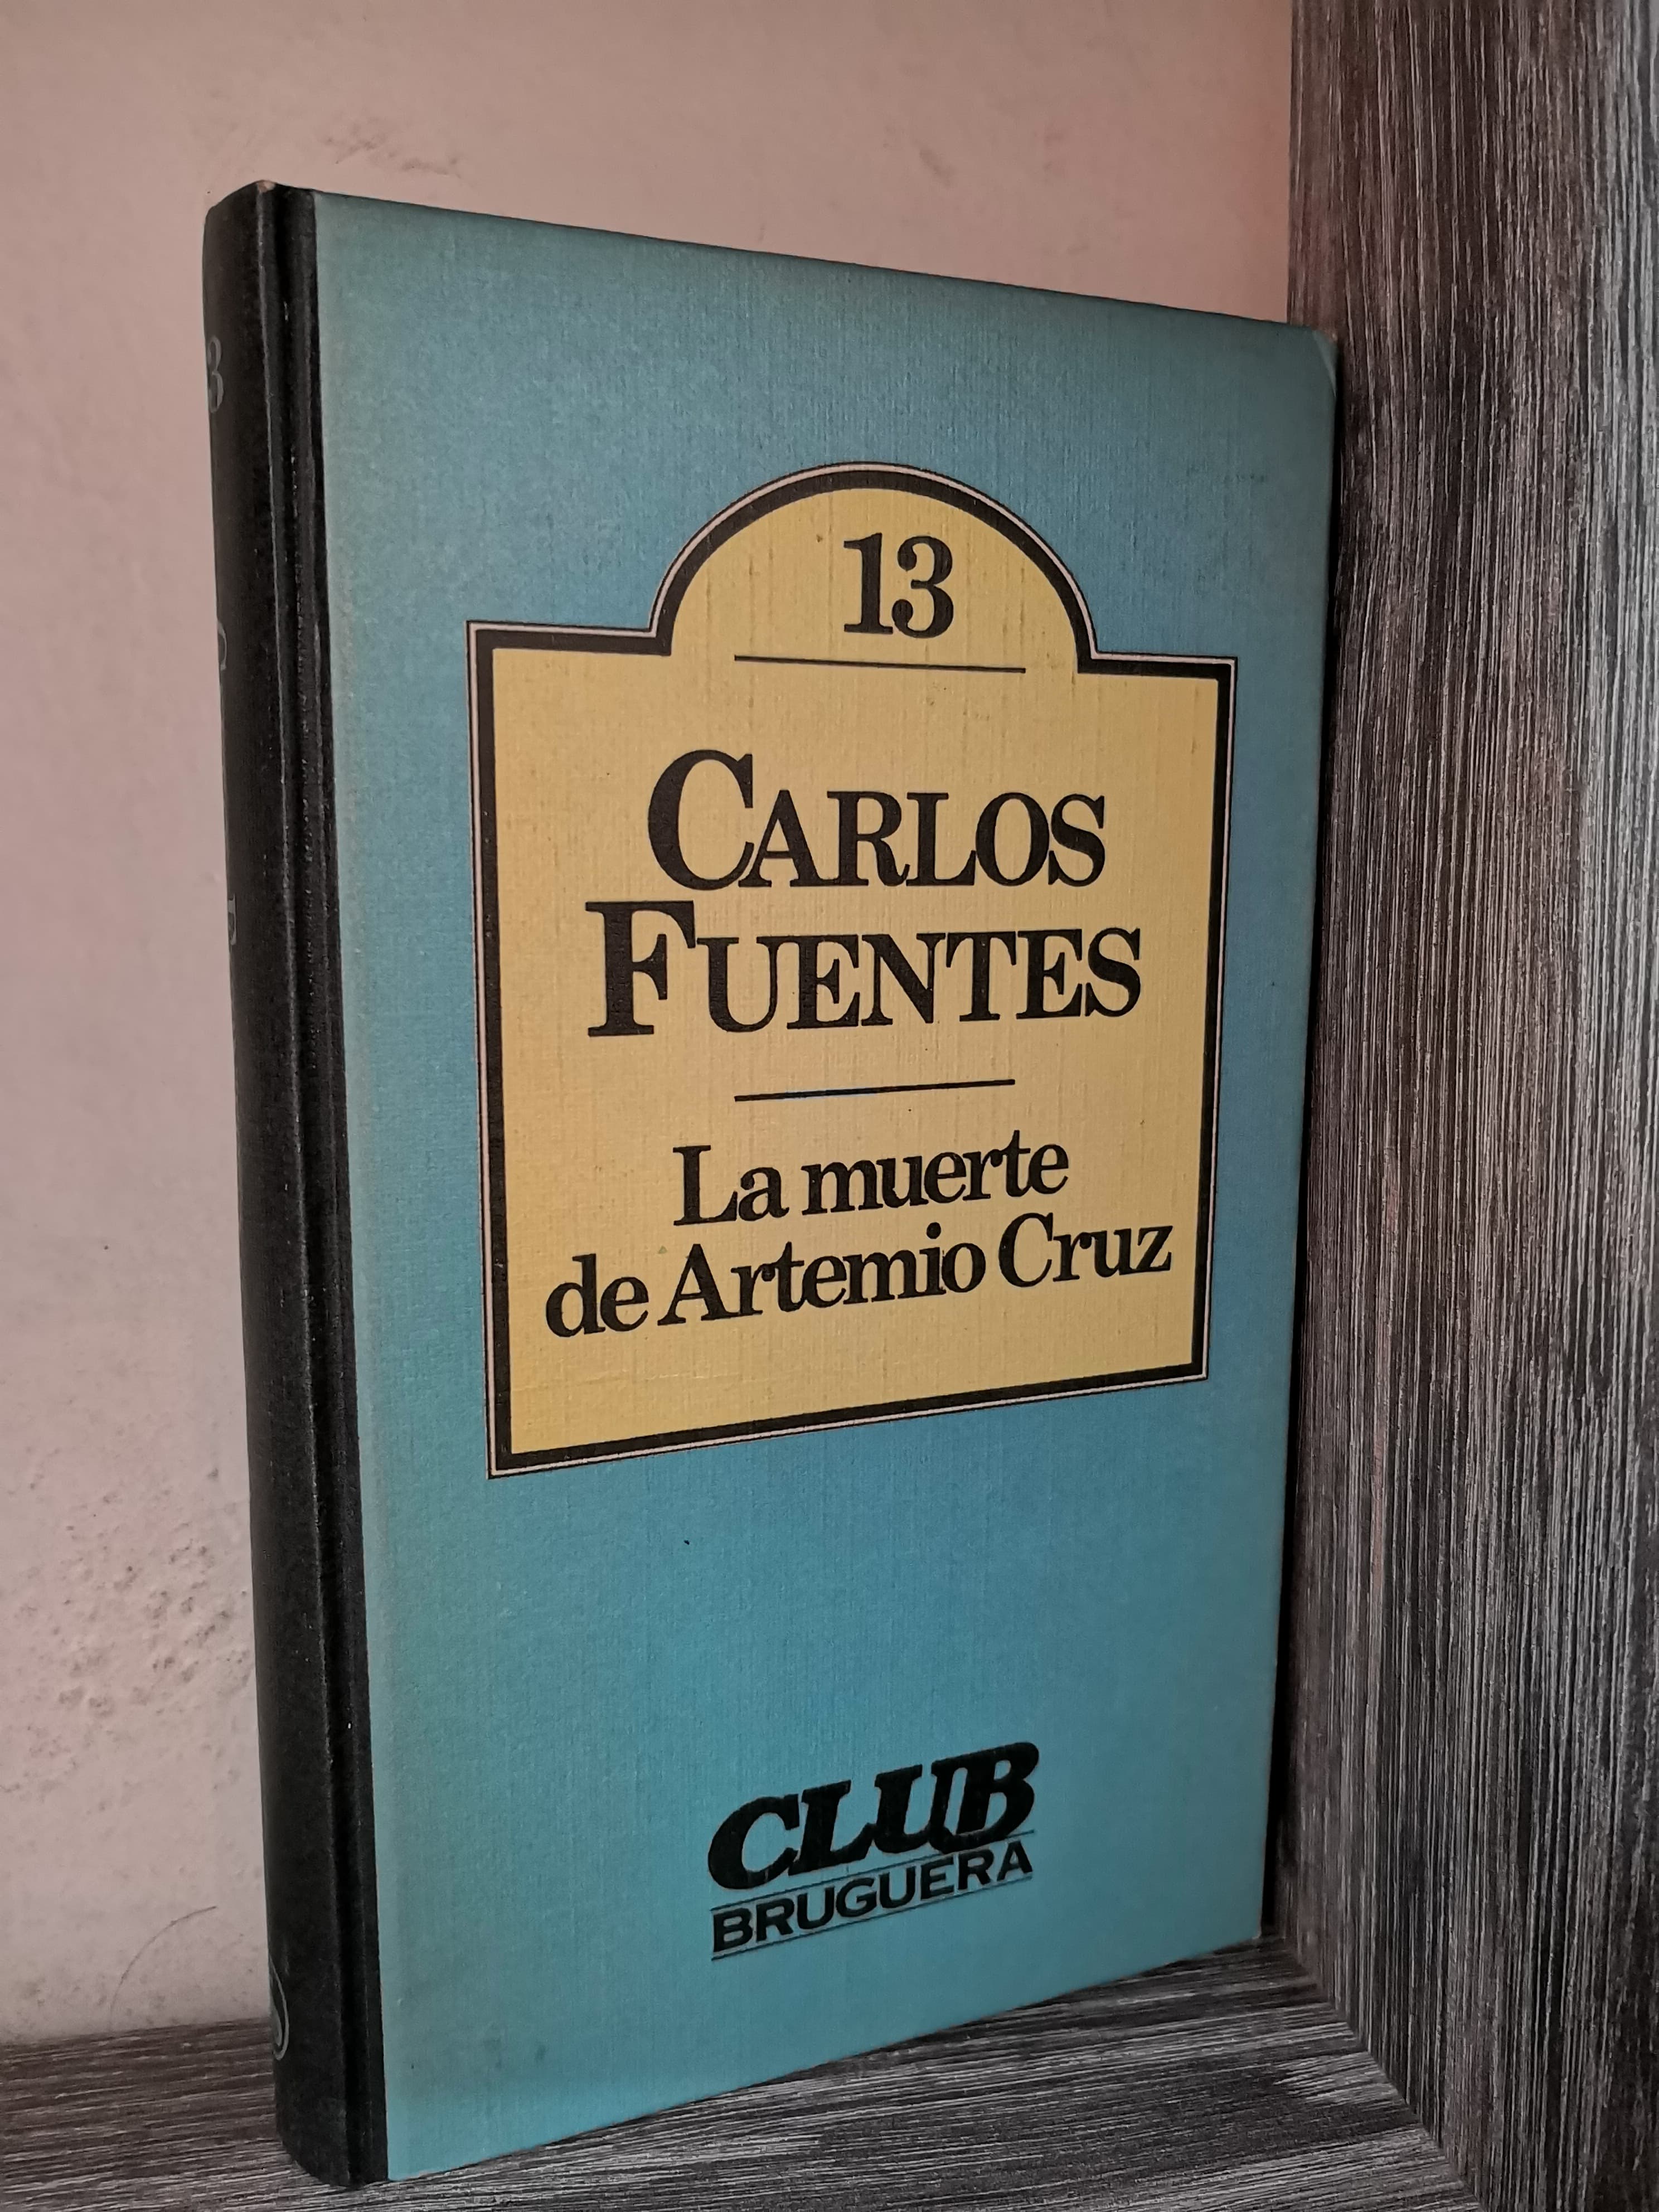 13
CARLOS
FUENTES
La muerte
de Artemio Cruz
CLUB
BRUGUERA